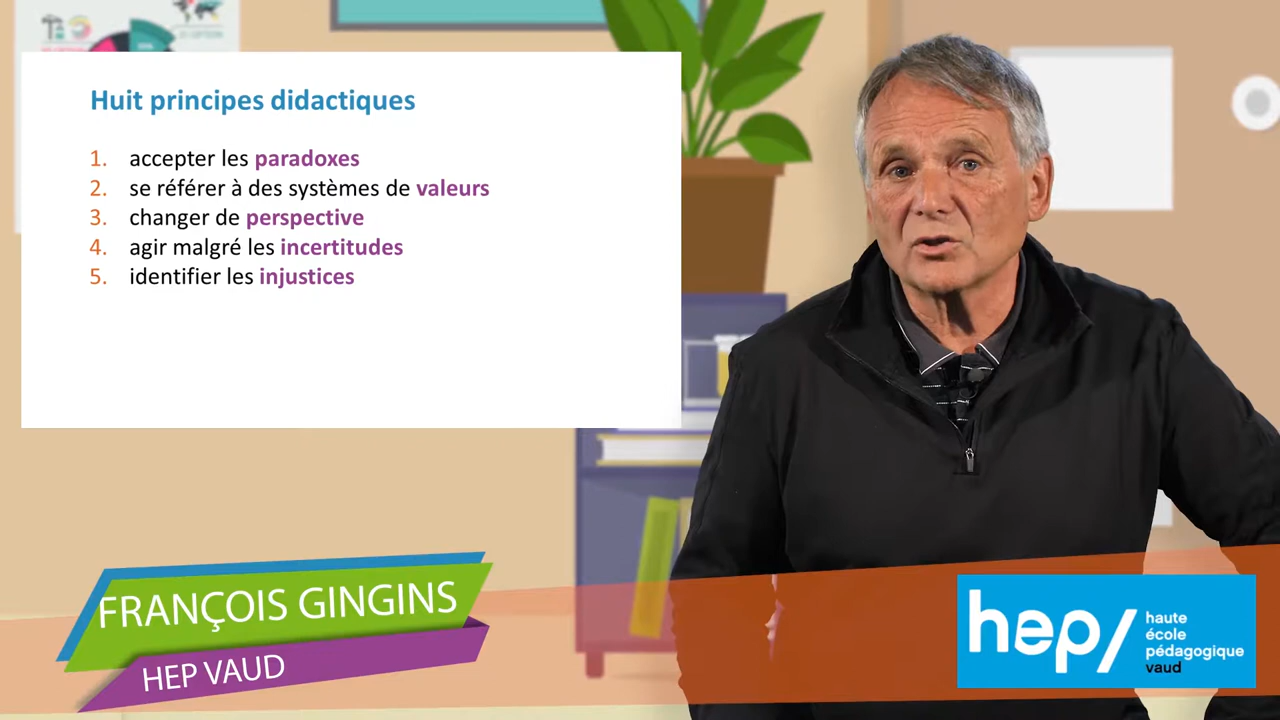 Huit principes didactiques
1. accepter les paradoxes
2. se référer à des systèmes de valeurs
3. changer de perspective
4. agir malgré les incertitudes
5. identifier les injustices
FRANÇOIS GINGINS
HEP VAUD
hep/
haute
école
pédagogique
vaud